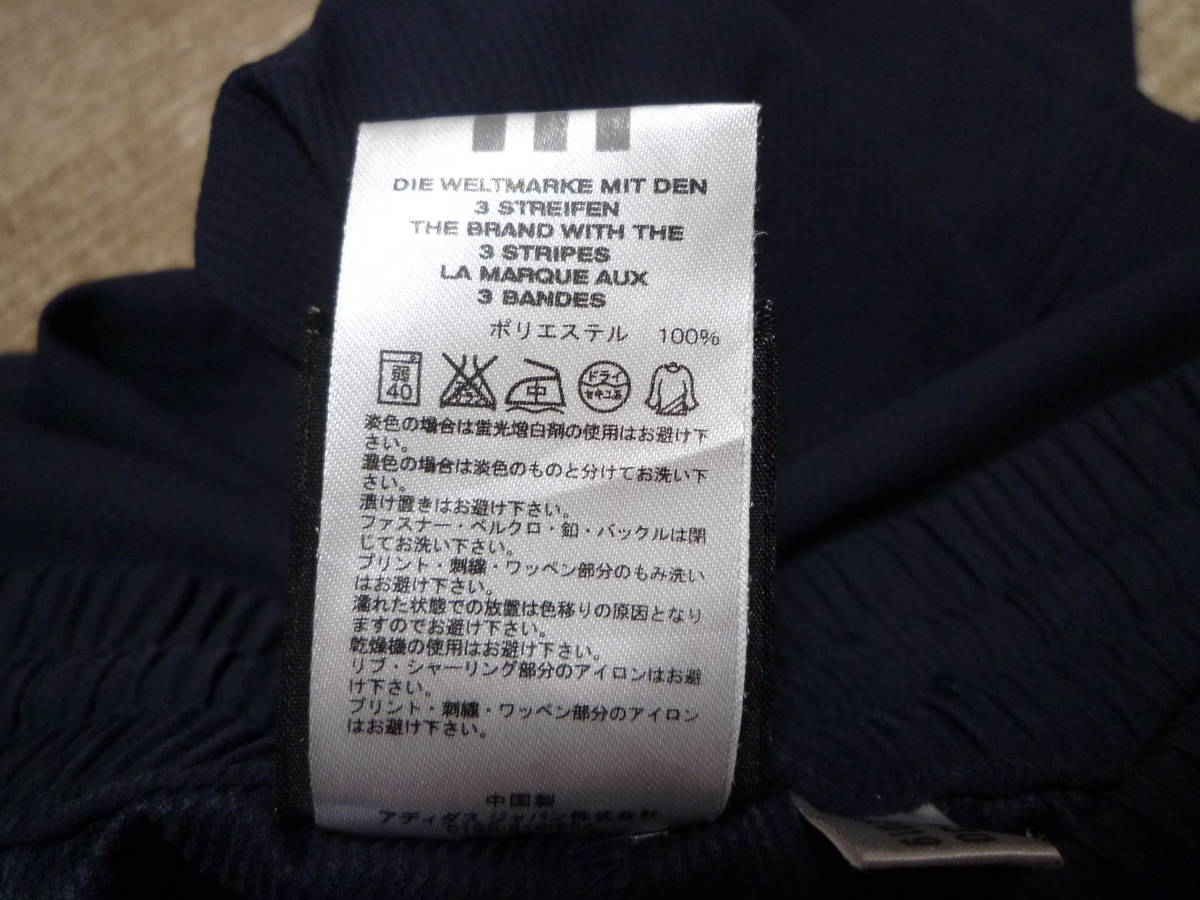 DIE WELTMARKE MIT DEN
3 STREIFEN
THE BRAND WITH THE
3 STRIPES
LA MARQUE AUX
3 BANDES
ポリエステル 100%
弱
40
中
ドライ
セキユ系
淡色の場合は蛍光増白剤の使用はお避け下
さい。
濃色の場合は淡色のものと分けてお洗い下
さい。
漬け置きはお避け下さい。
ファスナー・ベルクロ・釦・バックルは閉
じてお洗い下さい。
プリント・刺繍・ワッペン部分のもみ洗い
はお避け下さい。
濡れた状態での放置は色移りの原因となり
ますのでお避け下さい。
乾燥機の使用はお避け下さい。
リブ・シャーリング部分のアイロンはお避
け下さい。
プリント・刺繍・ワッペン部分のアイロン
はお避け下さい。
中国製
アディダス ジャパン株式会社